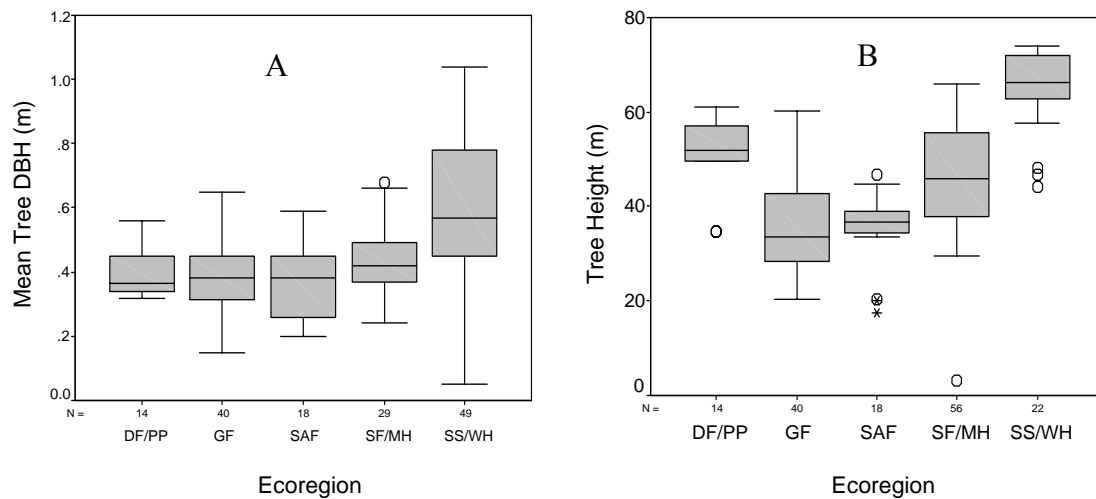 A
Mean Tree DBH (m)
1.2
1.0
.8
.6
.4
.2
0.0
N = 14 40 18 29 49
DF/PP GF SAF SF/MH SS/WH
Ecoregion
B
Tree Height (m)
80
60
40
20
0
N = 14 40 18 56 22
DF/PP GF SAF SF/MH SS/WH
Ecoregion